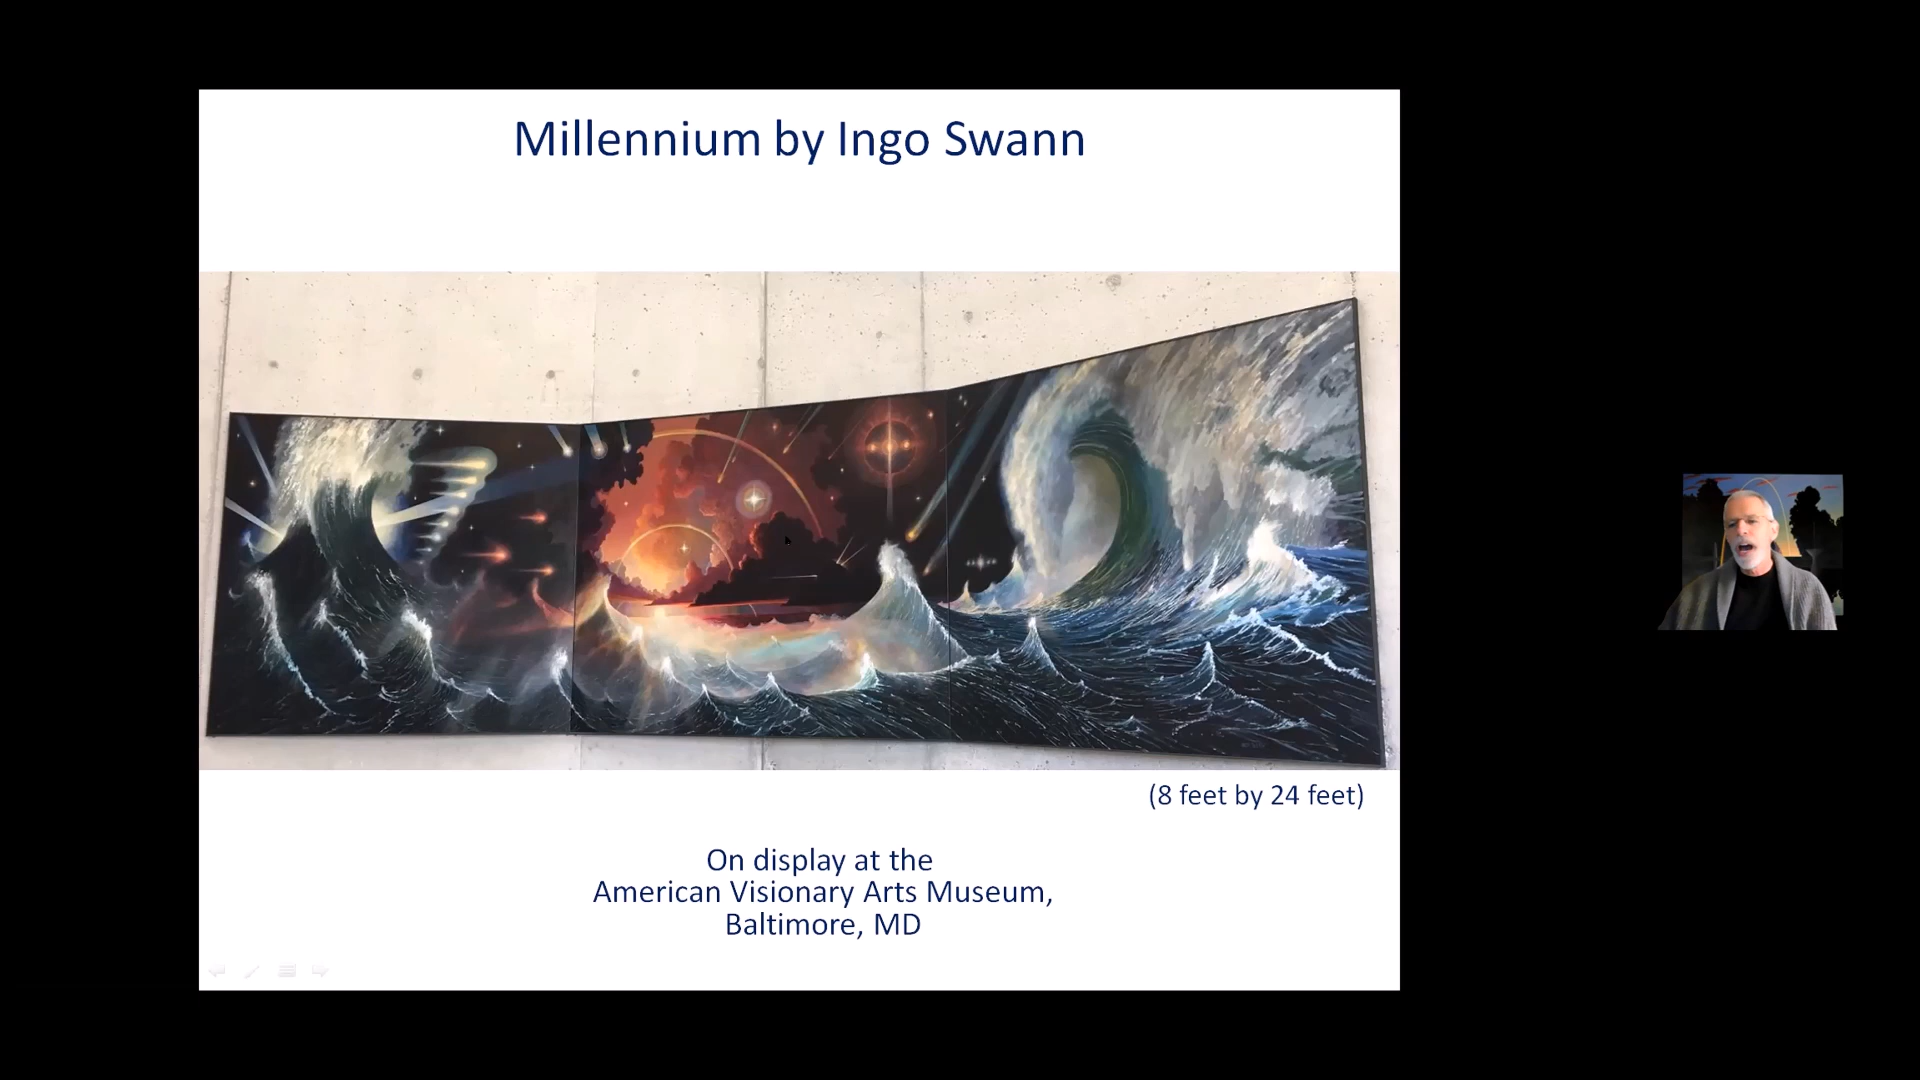 Millennium by Ingo Swann
(8 feet by 24 feet)
On display at the
American Visionary Arts Museum,
Baltimore, MD